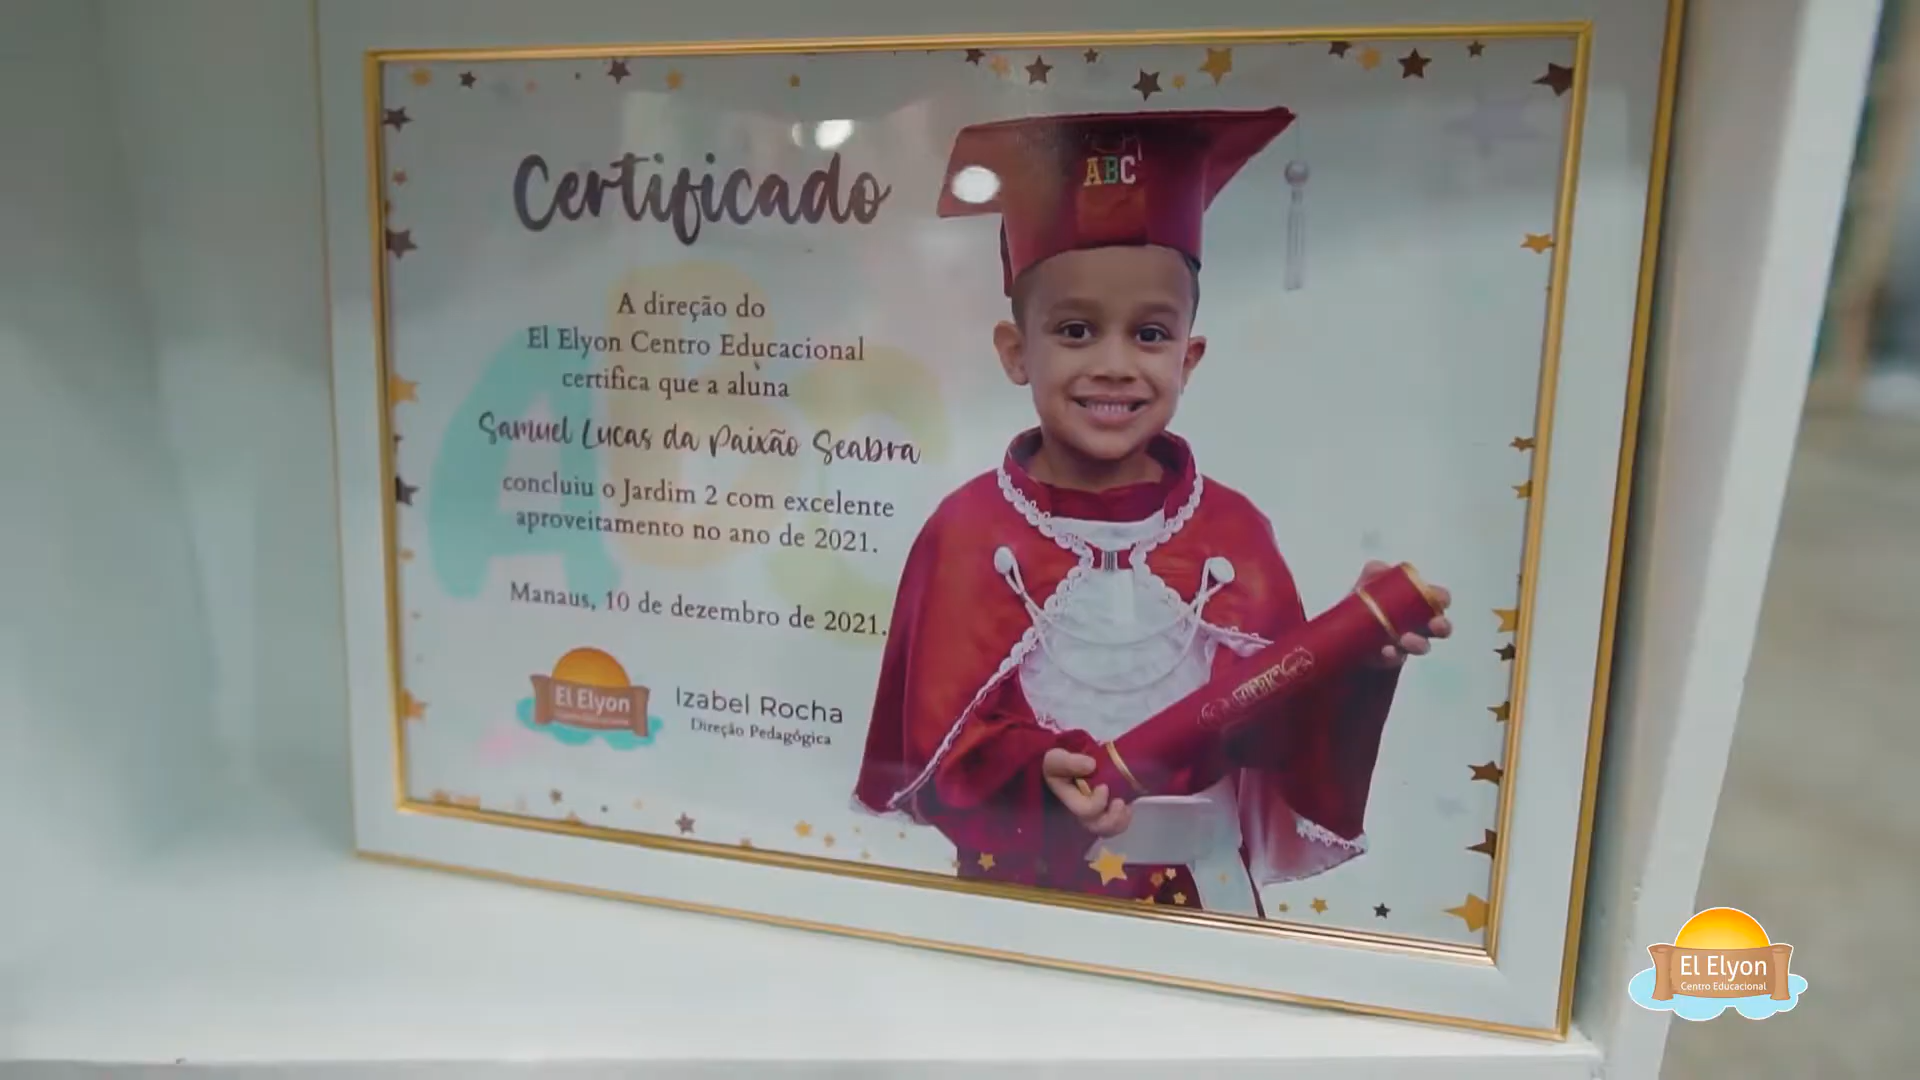 Certificado
ABC
A direção do
El Elyon Centro Educacional
certifica que a aluna
Samuel Lucas da Paixão Seabra
concluiu o Jardim 2 com excelente
aproveitamento no ano de 2021.
Manaus, 10 de dezembro de 2021.
El Elyon
Izabel Rocha
Direção Pedagógica
El Elyon
Centro Educacional